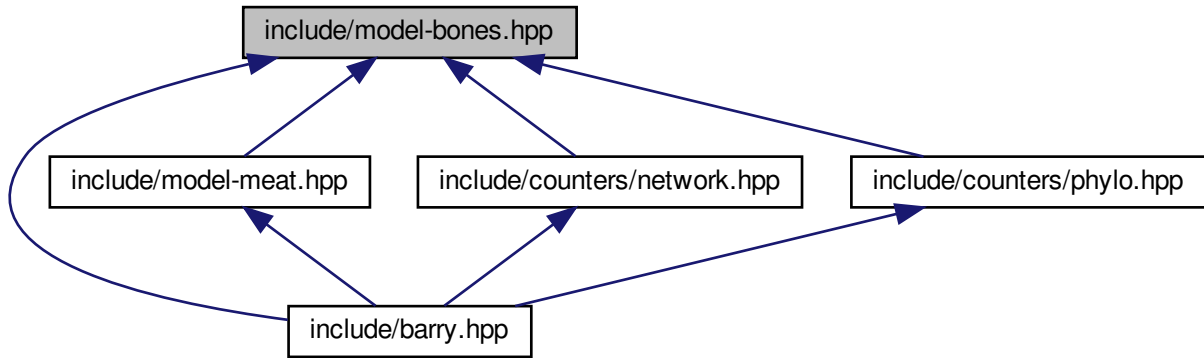 include/model-bones.hpp
include/model-meat.hpp
include/counters/network.hpp
include/counters/phylo.hpp
include/barry.hpp